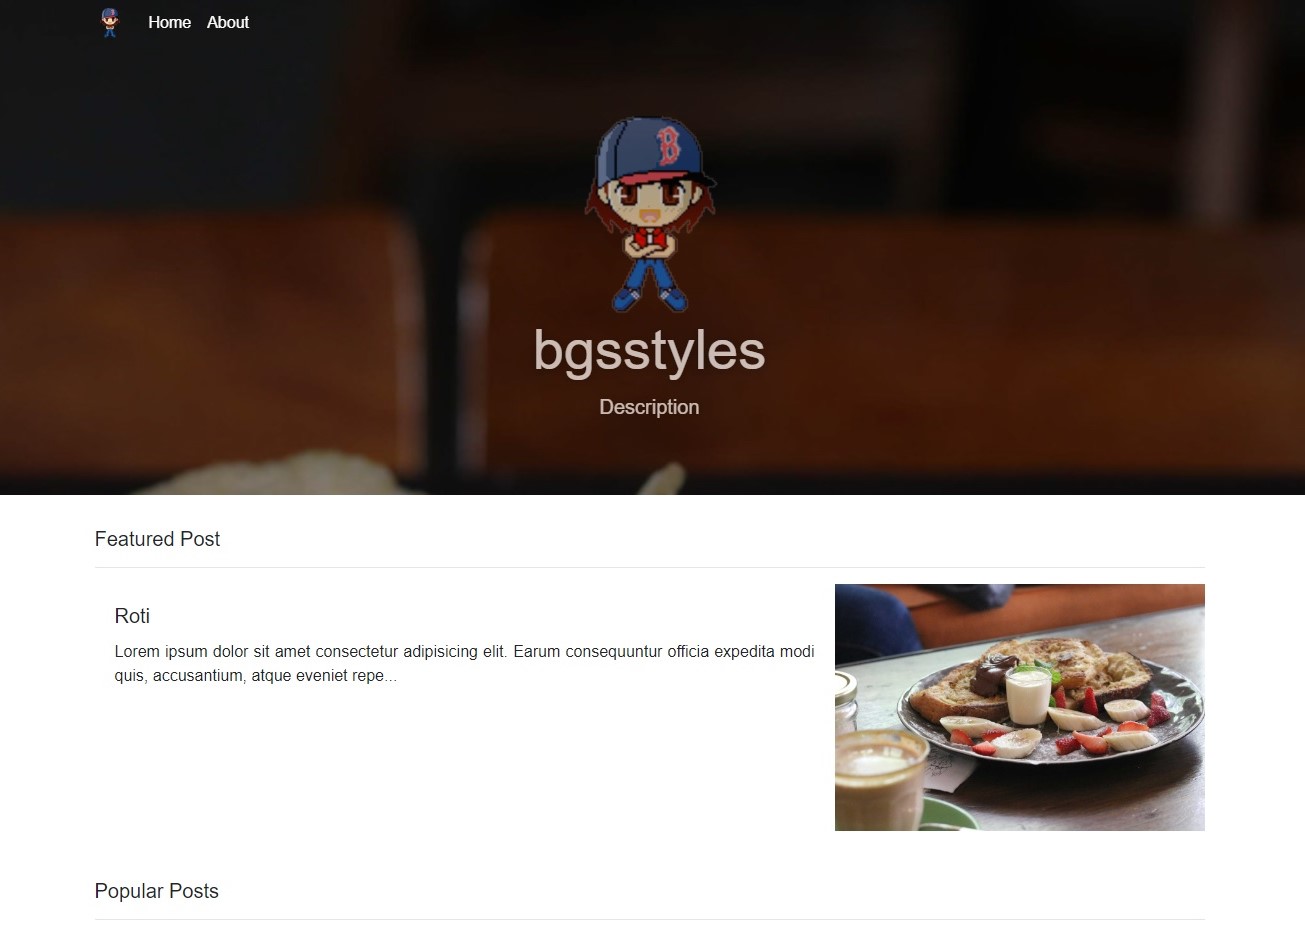 Home About
B
bgsstyles
Description
Featured Post
Roti
Lorem ipsum dolor sit amet consectetur adipisicing elit. Earum consequuntur officia expedita modi
quis, accusantium, atque eveniet repe...
Popular Posts